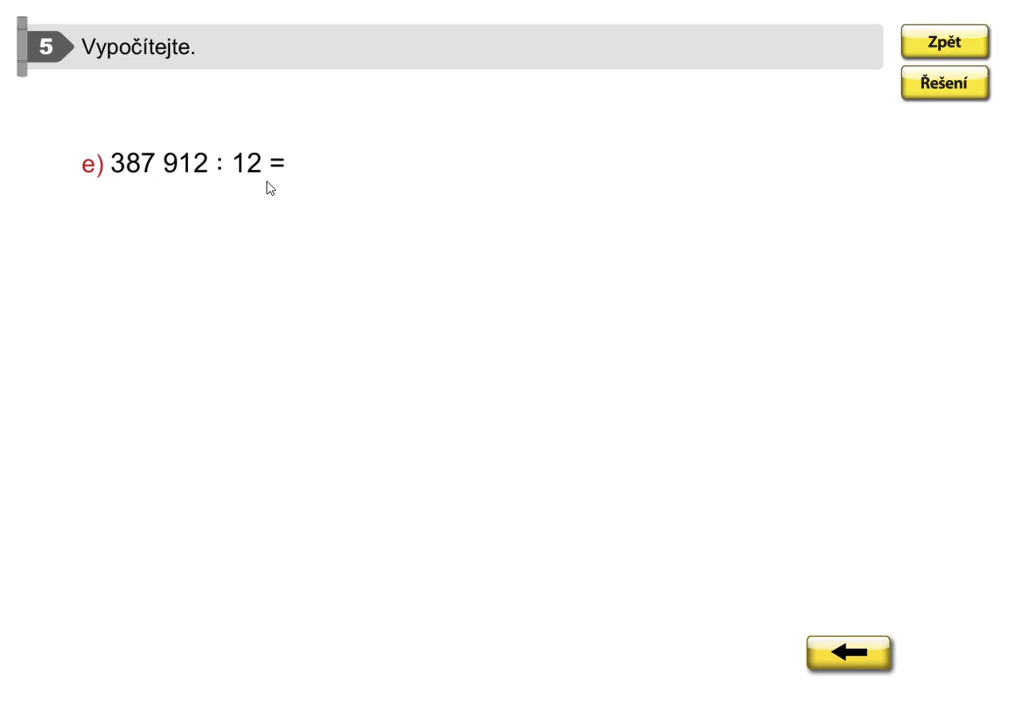 5 Vypočítejte.
Zpět
Řešení
e) 387 912 : 12 =